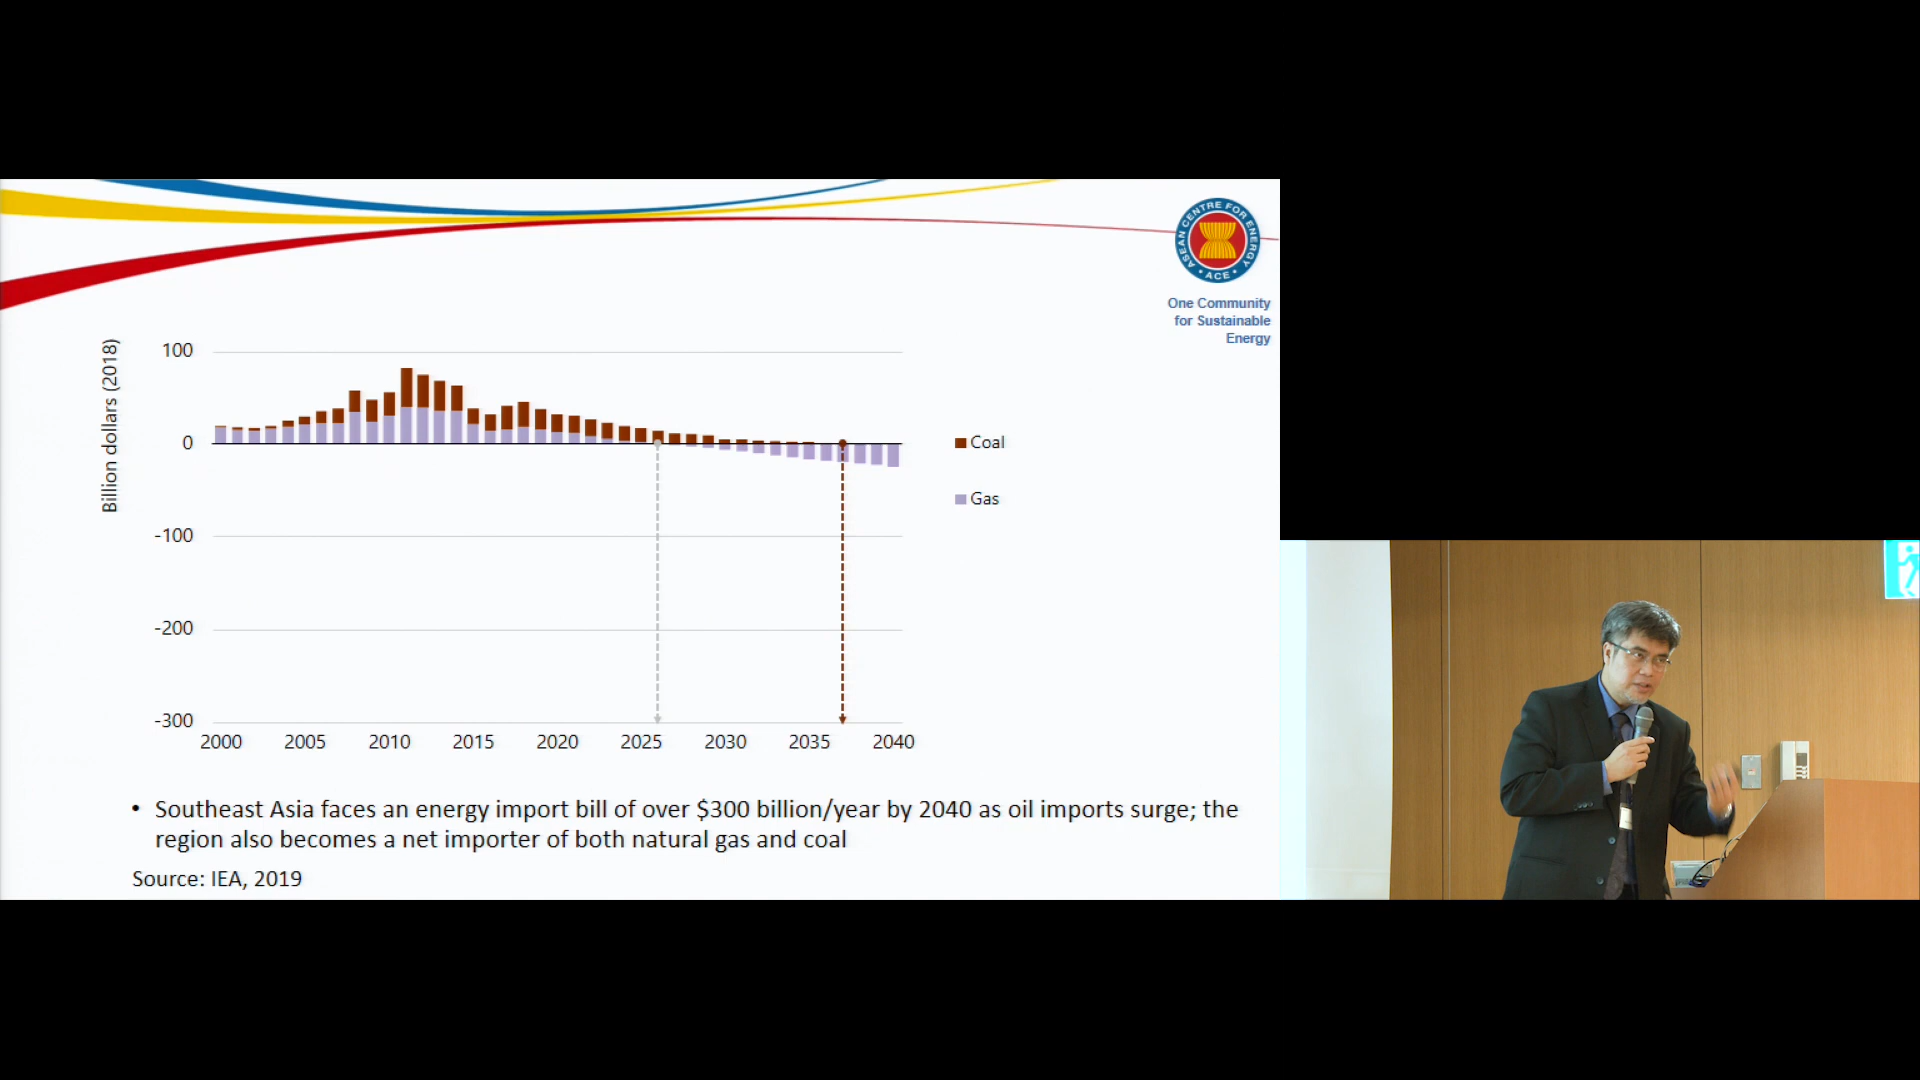 ASEAN CENTRE FOR ENERGY
• ACE •
One Community
for Sustainable
Energy
Billion dollars (2018)
100
0
-100
-200
-300
2000 2005 2010 2015 2020 2025 2030 2035 2040
Coal
Gas
• Southeast Asia faces an energy import bill of over $300 billion/year by 2040 as oil imports surge; the
region also becomes a net importer of both natural gas and coal
Source: IEA, 2019